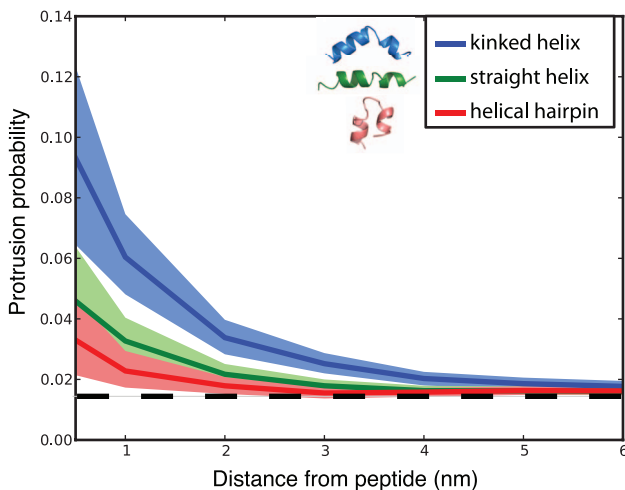 0.14
0.12
0.10
0.08
0.06
0.04
0.02
0.00
Protrusion probability
kinked helix
straight helix
helical hairpin
1 2 3 4 5 6
Distance from peptide (nm)